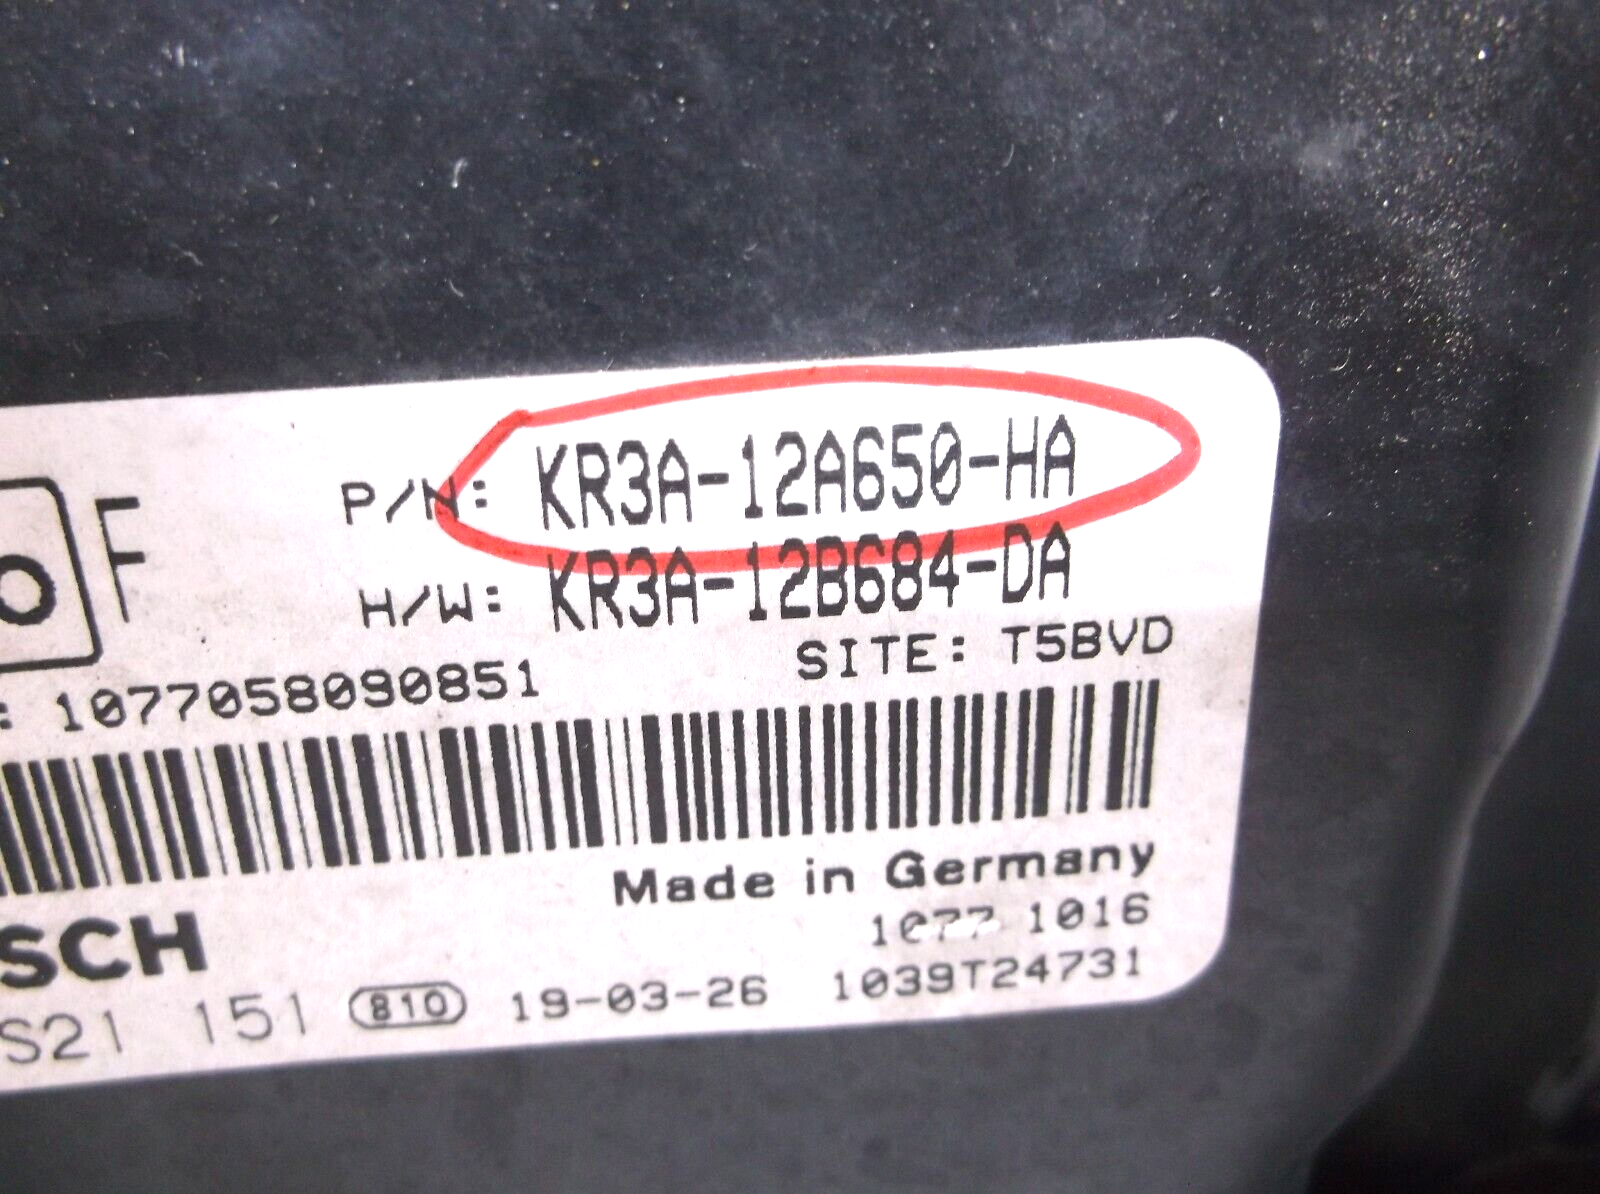 F P/N: KR3A-12A650-HA
H/W: KR3A-12B684-DA
SITE: T5BVD
: 1077058090851
Made in Germany
1077 1016
SCH
S21 151 810 19-03-26 1039T24731